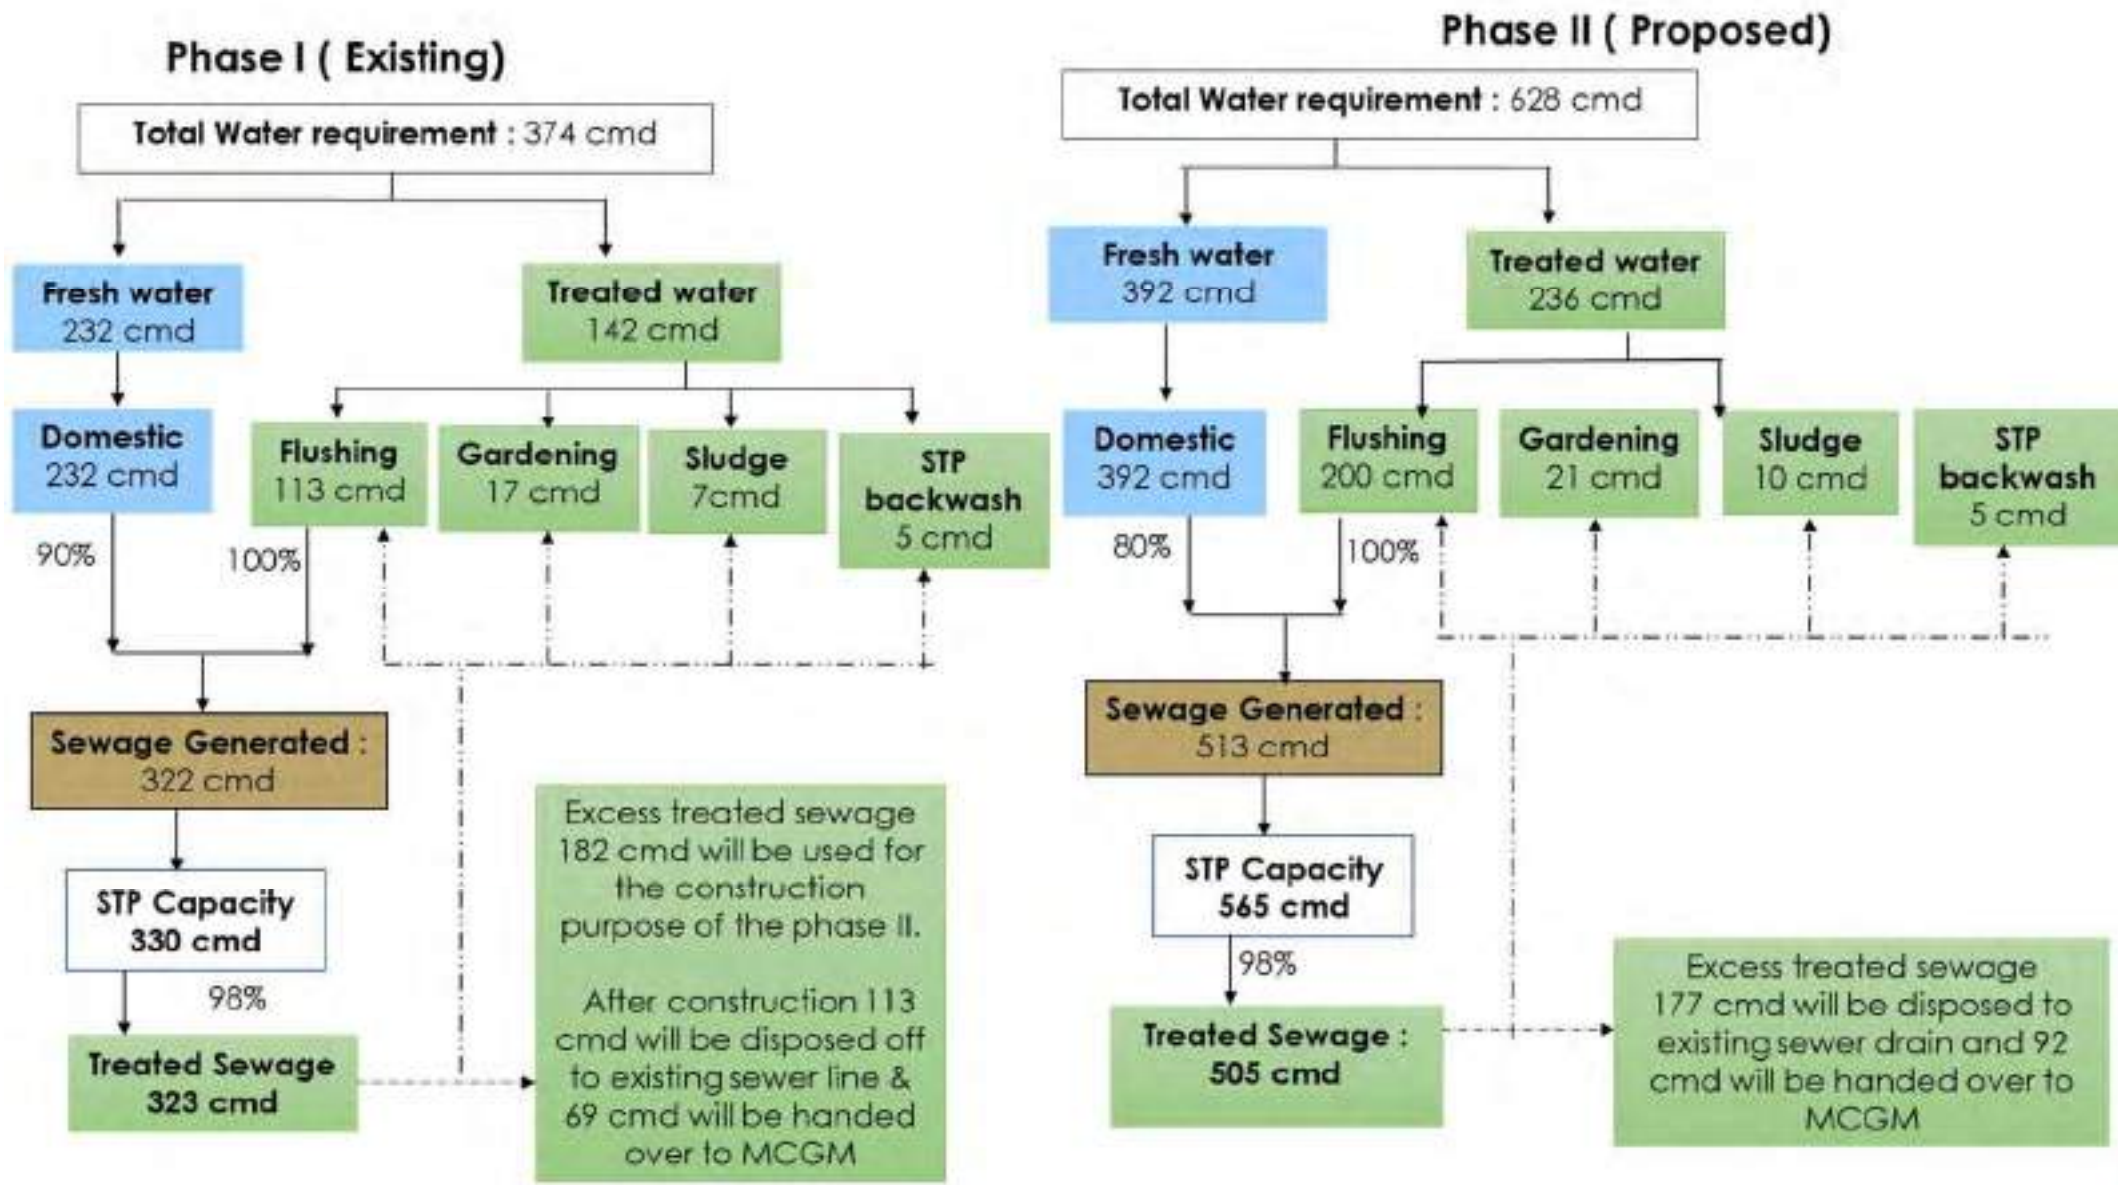 Phase I ( Existing)
Total Water requirement : 374 cmd
Fresh water
232 cmd
Treated water
142 cmd
Domestic
232 cmd
Flushing
113 cmd
Gardening
17 cmd
Sludge
7cmd
STP
backwash
5 cmd
90%
100%
Sewage Generated :
322 cmd
STP Capacity
330 cmd
98%
Treated Sewage
323 cmd
Excess treated sewage
182 cmd will be used for
the construction
purpose of the phase II.
After construction 113
cmd will be disposed off
to existing sewer line &
69 cmd will be handed
over to MCGM
Phase II ( Proposed)
Total Water requirement : 628 cmd
Fresh water
392 cmd
Treated water
236 cmd
Domestic
392 cmd
Flushing
200 cmd
Gardening
21 cmd
Sludge
10 cmd
STP
backwash
5 cmd
80%
100%
Sewage Generated :
513 cmd
STP Capacity
565 cmd
98%
Treated Sewage :
505 cmd
Excess treated sewage
177 cmd will be disposed to
existing sewer drain and 92
cmd will be handed over to
MCGM